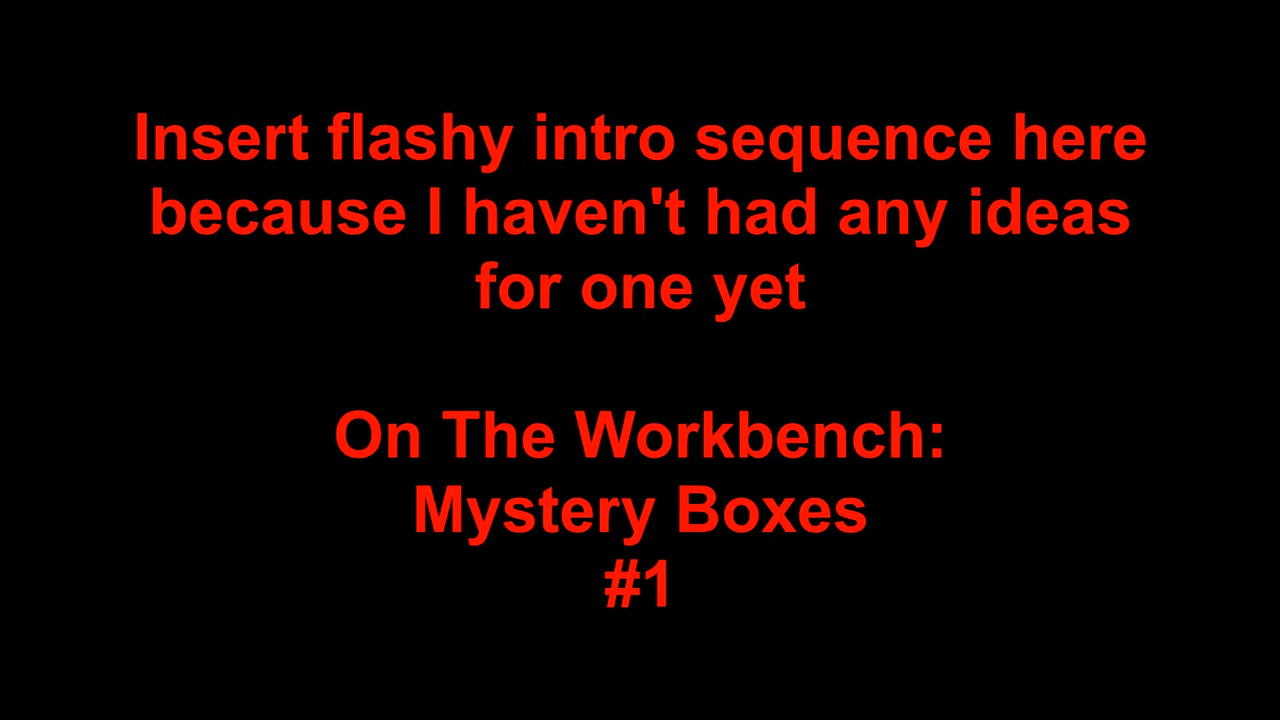 Insert flashy intro sequence here
because I haven't had any ideas
for one yet
On The Workbench:
Mystery Boxes
#1